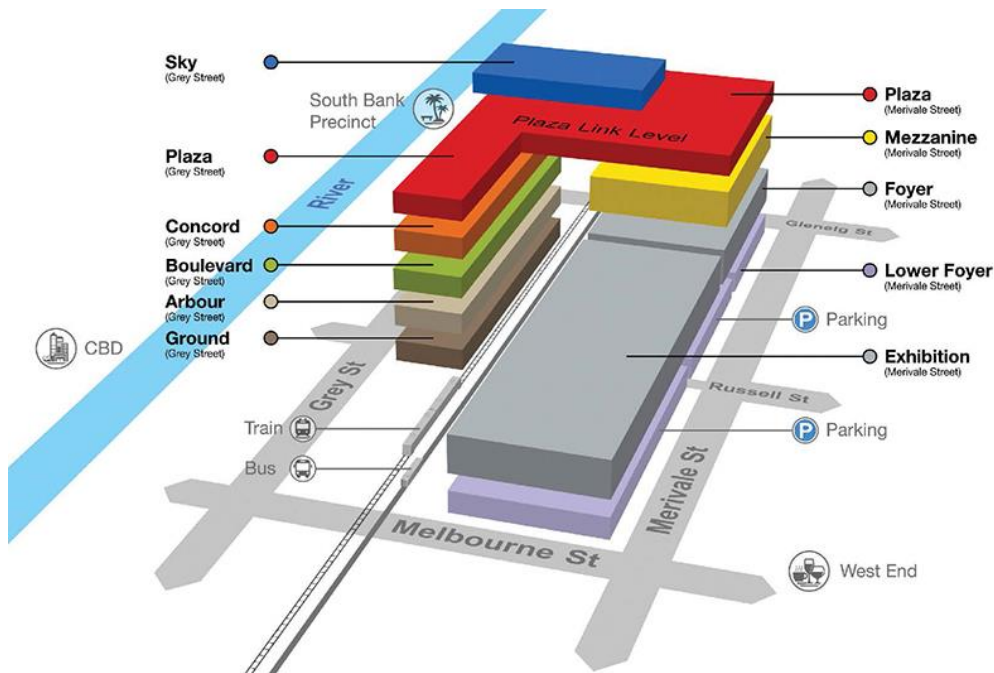 Sky
(Grey Street)
South Bank
Precinct
Plaza Link Level
Plaza
(Merivale Street)
Mezzanine
(Merivale Street)
Plaza
(Grey Street)
River
Foyer
(Merivale Street)
Concord
(Grey Street)
Glenelg St
Boulevard
(Grey Street)
Lower Foyer
(Merivale Street)
Arbour
(Grey Street)
P Parking
Ground
(Grey Street)
CBD
Exhibition
(Merivale Street)
Grey St
Russell St
Train
P Parking
Bus
Merivale St
Melbourne St
West End